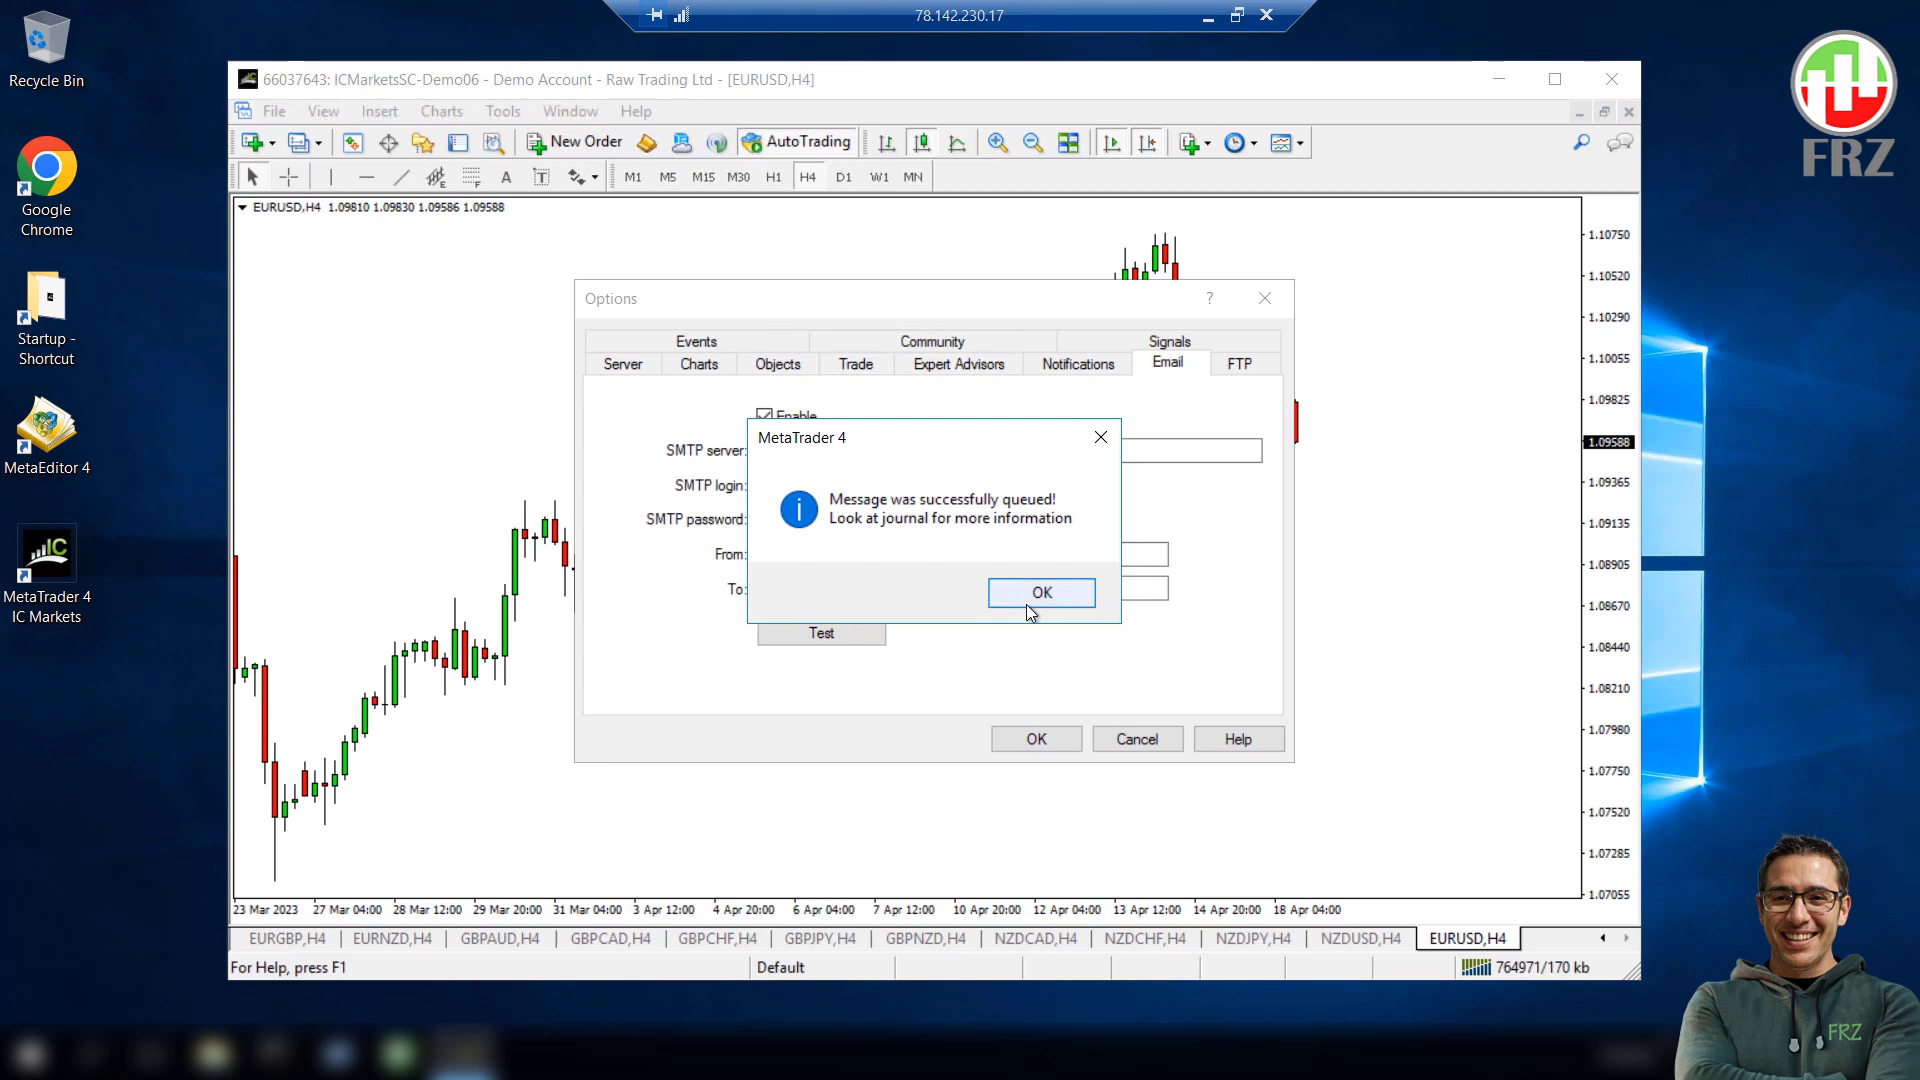 78.142.230.17
Recycle Bin
Google
Chrome
Startup -
Shortcut
MetaEditor 4
MetaTrader 4
IC Markets
FRZ
66037643: ICMarketsSC-Demo06 - Demo Account - Raw Trading Ltd - [EURUSD,H4]
File View Insert Charts Tools Window Help
New Order AutoTrading
A T M1 M5 M15 M30 H1 H4 D1 W1 MN
EURUSD,H4 1.09810 1.09830 1.09586 1.09588
Options ?
Events Community Signals
Server Charts Objects Trade Expert Advisors Notifications Email FTP
Enable
SMTP server:
SMTP login:
SMTP password:
From:
To:
Test
MetaTrader 4
Message was successfully queued!
Look at journal for more information
OK
OK Cancel Help
1.10750
1.10520
1.10290
1.10055
1.09825
1.09588
1.09365
1.09135
1.08905
1.08670
1.08440
1.08210
1.07980
1.07750
1.07520
1.07285
1.07055
23 Mar 2023 27 Mar 04:00 28 Mar 12:00 29 Mar 20:00 31 Mar 04:00 3 Apr 12:00 4 Apr 20:00 6 Apr 04:00 7 Apr 12:00 10 Apr 20:00 12 Apr 04:00 13 Apr 12:00 14 Apr 20:00 18 Apr 04:00
EURGBP,H4 EURNZD,H4 GBPAUD,H4 GBPCAD,H4 GBPCHF,H4 GBPJPY,H4 GBPNZD,H4 NZDCAD,H4 NZDCHF,H4 NZDJPY,H4 NZDUSD,H4 EURUSD,H4
For Help, press F1 Default 764971/170 kb
FRZ